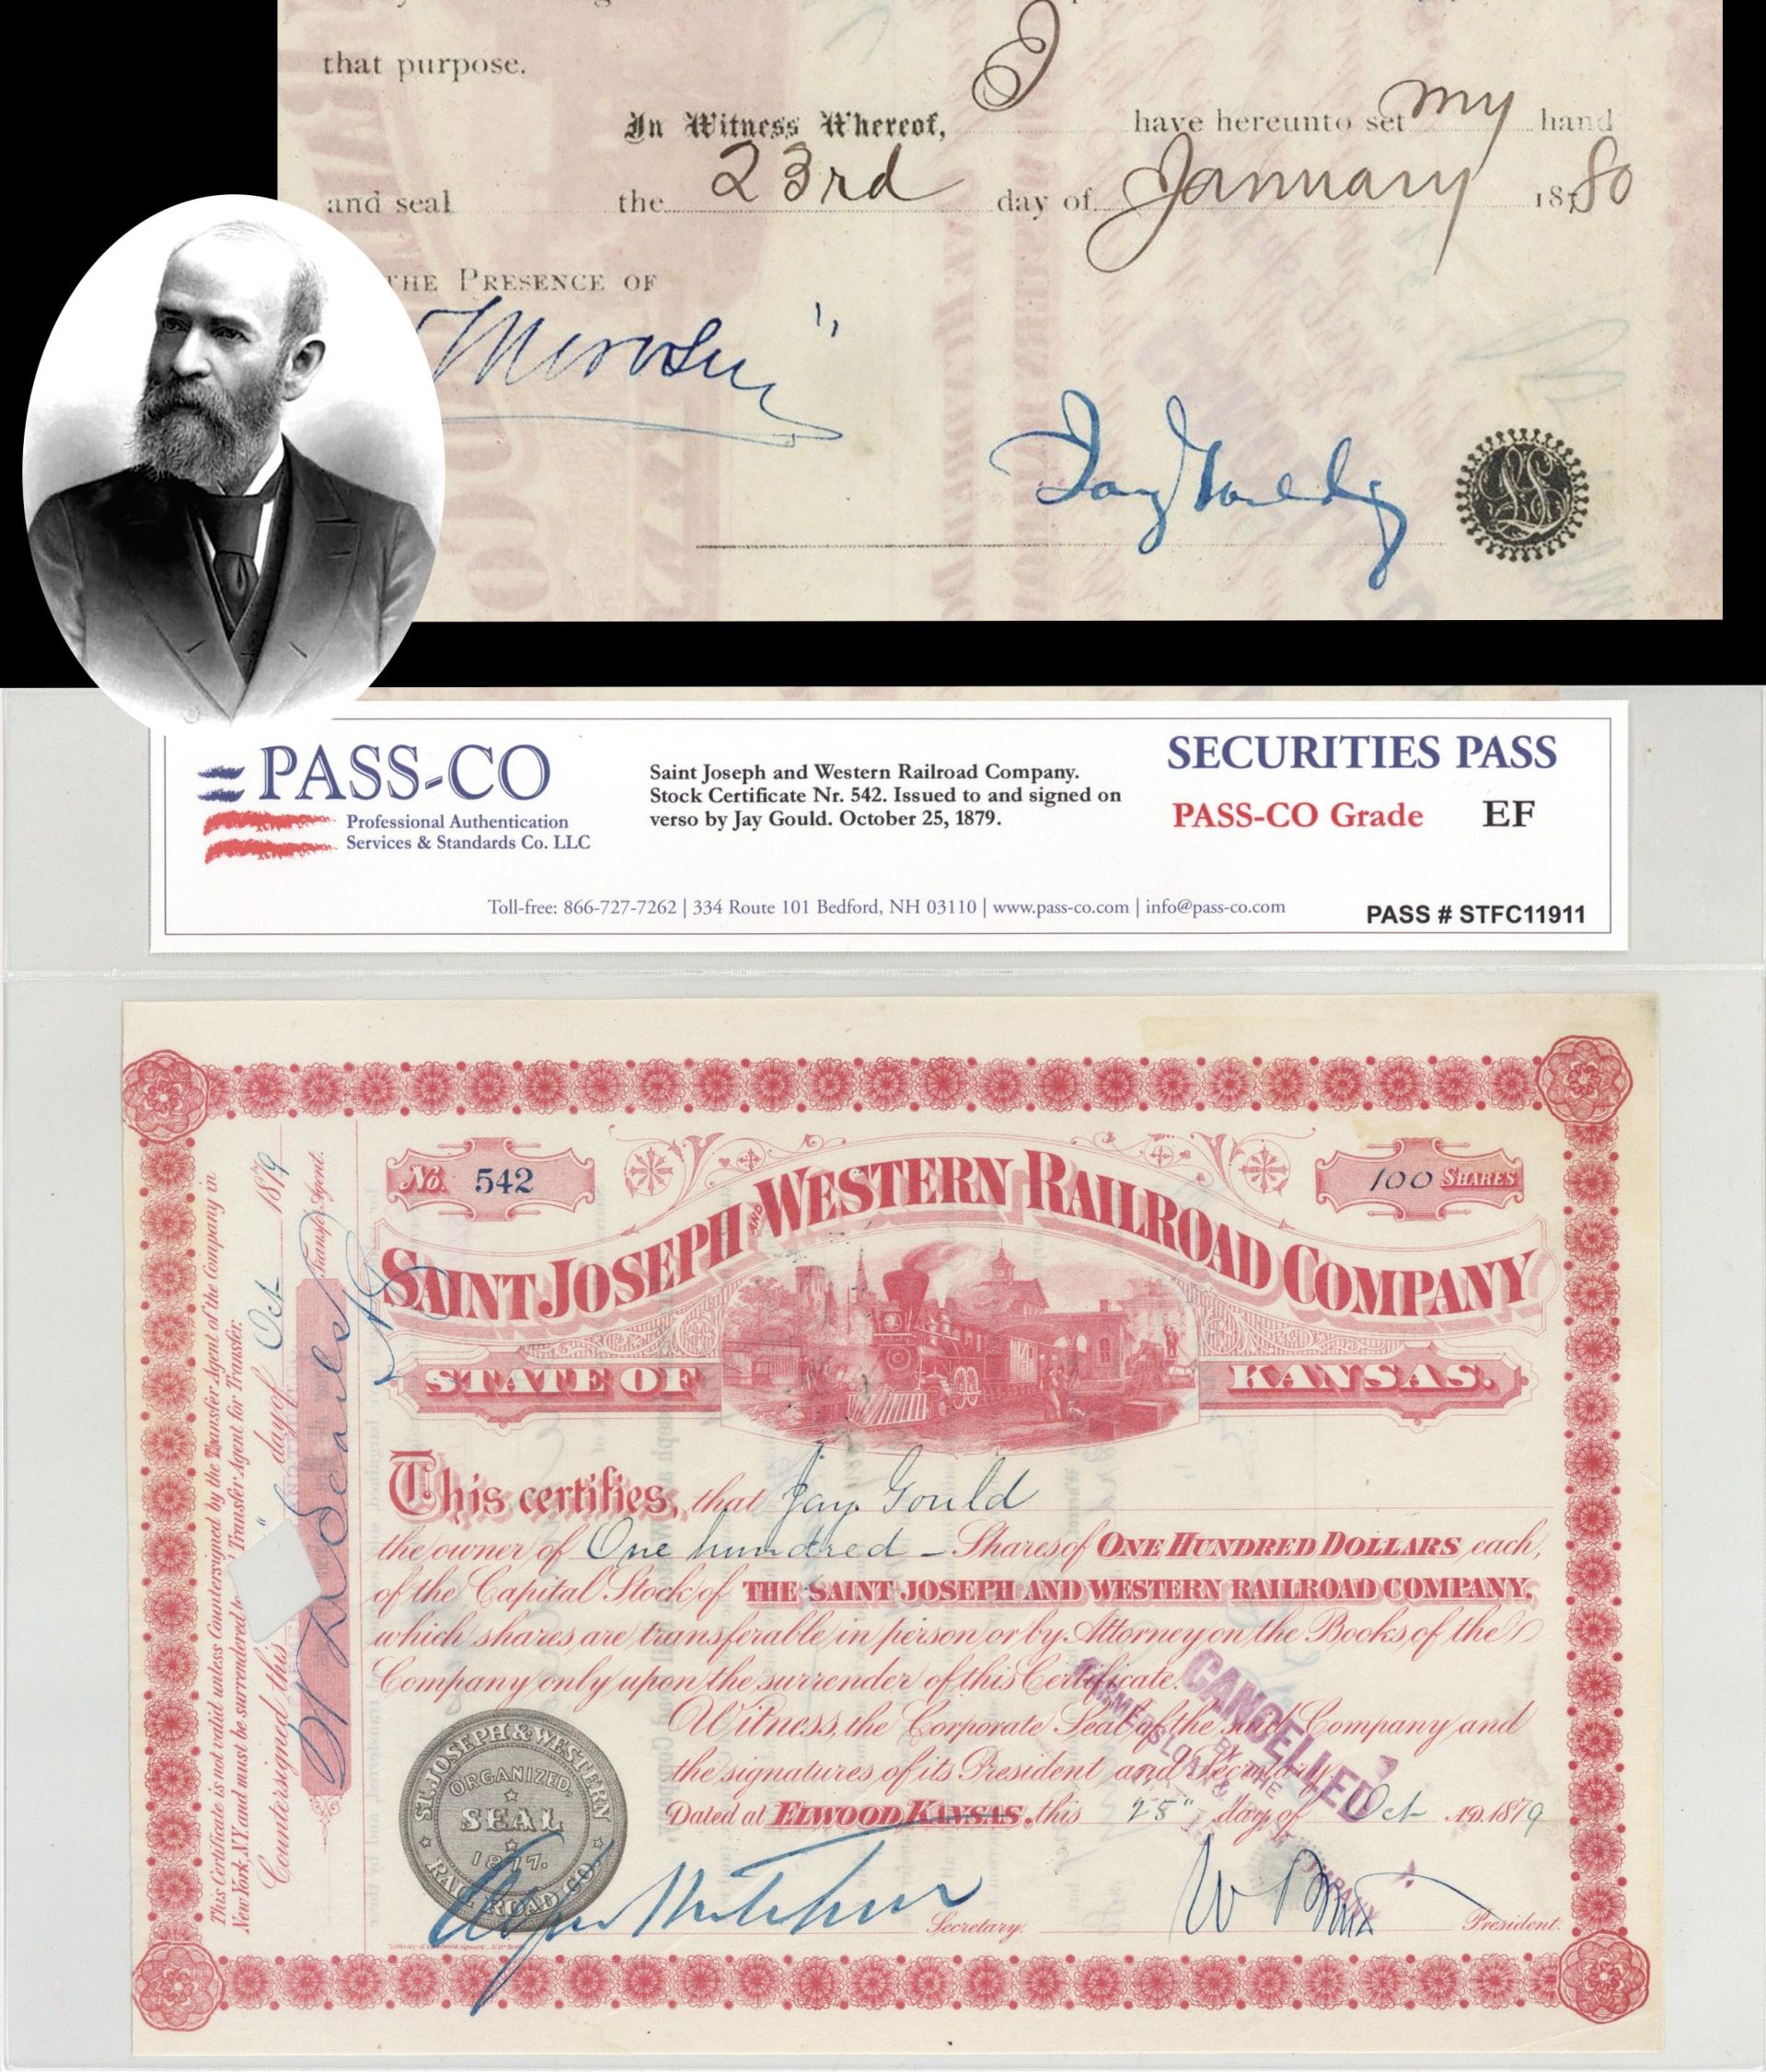 that purpose.
In Witness Whereof, I have hereunto set my hand
and seal the 23rd day of January 1880
THE PRESENCE OF
Morosini
Jay Gould
LS
PASS-CO
Professional Authentication
Services & Standards Co. LLC
Saint Joseph and Western Railroad Company.
Stock Certificate Nr. 542. Issued to and signed on
verso by Jay Gould. October 25, 1879.
SECURITIES PASS
PASS-CO Grade EF
Toll-free: 866-727-7262 | 334 Route 101 Bedford, NH 03110 | www.pass-co.com | info@pass-co.com
PASS # STFC11911
This Certificate is not valid unless Countersigned by the Transfer Agent of the Company in
New York, N.Y. and must be surrendered to Transfer Agent for Transfer.
Countersigned this day of Oct 1879
Transfer Agent.
No. 542
100 SHARES
SAINT JOSEPH AND WESTERN RAILROAD COMPANY
STATE OF KANSAS.
This certifies, that Jay Gould
the owner of One hundred – Shares of ONE HUNDRED DOLLARS each,
of the Capital Stock of THE SAINT JOSEPH AND WESTERN RAILROAD COMPANY,
which shares are transferable in person or by Attorney on the Books of the
Company only upon the surrender of this Certificate.
Witness, the Corporate Seal of the said Company and
the signatures of its President and Secretary
Dated at ELWOOD KANSAS, this 25" day of Oct A.D. 1879
CANCELLED
BY THE
ST. JOSEPH & WESTERN
RAIL ROAD CO.
ORGANIZED
SEAL
1877.
Secretary.
President.